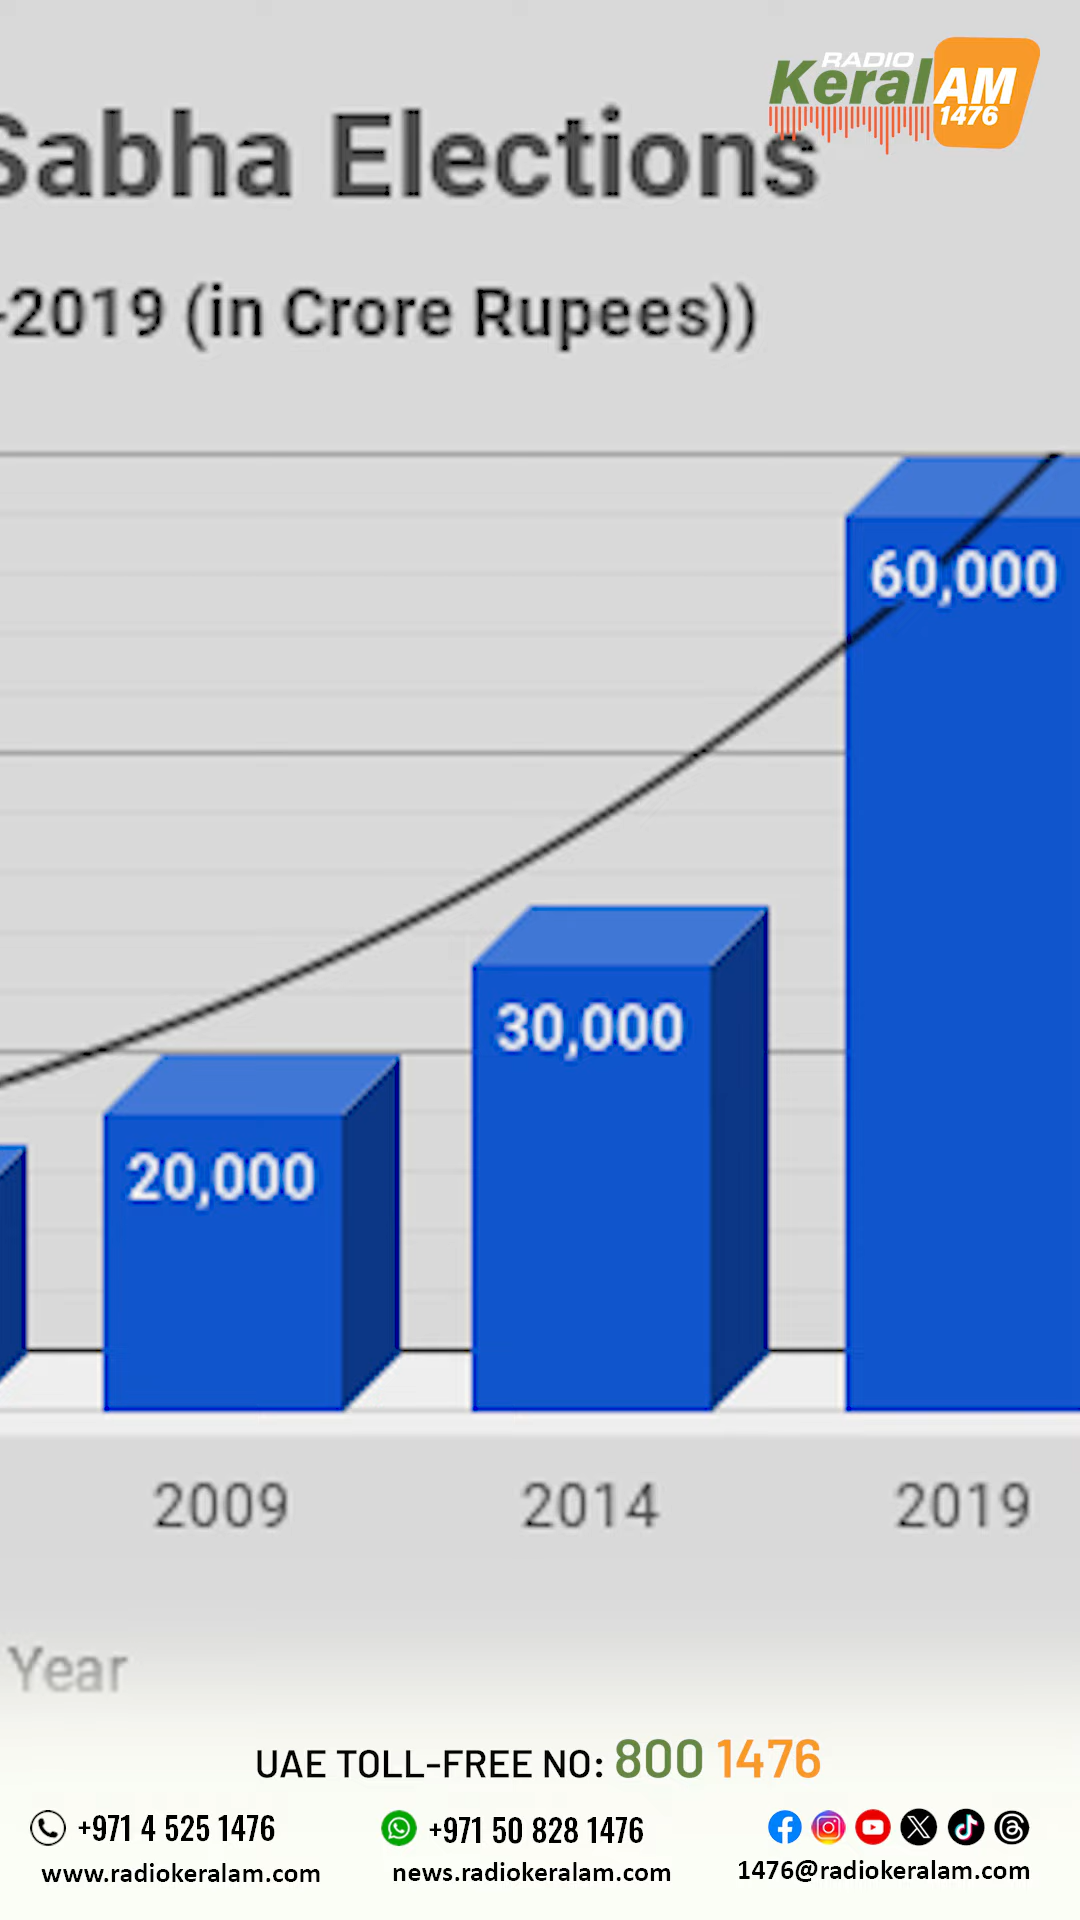 RADIO
KeralAM
1476
Sabha Elections
-2019 (in Crore Rupees))
60,000
30,000
20,000
2009 2014 2019
Year
UAE TOLL-FREE NO: 800 1476
+971 4 525 1476 +971 50 828 1476
www.radiokeralam.com news.radiokeralam.com 1476@radiokeralam.com